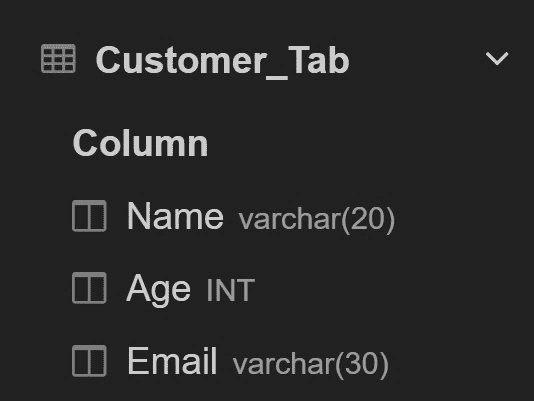 Customer_Tab
Column
Name varchar(20)
Age INT
Email varchar(30)